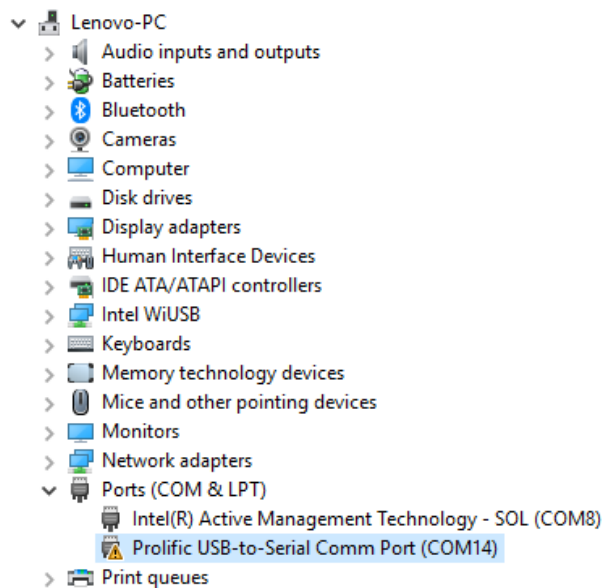 Lenovo-PC
Audio inputs and outputs
Batteries
Bluetooth
Cameras
Computer
Disk drives
Display adapters
Human Interface Devices
IDE ATA/ATAPI controllers
Intel WiUSB
Keyboards
Memory technology devices
Mice and other pointing devices
Monitors
Network adapters
Ports (COM & LPT)
Intel(R) Active Management Technology - SOL (COM8)
Prolific USB-to-Serial Comm Port (COM14)
Print queues